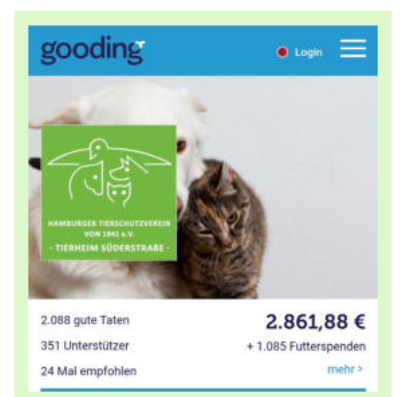 gooding
Login
HAMBURGER TIERSCHUTZVEREIN
VON 1841 e.V.
- TIERHEIM SÜDERSTRAßE -
2.088 gute Taten
2.861,88 €
351 Unterstützer
+ 1.085 Futterspenden
24 Mal empfohlen
mehr >